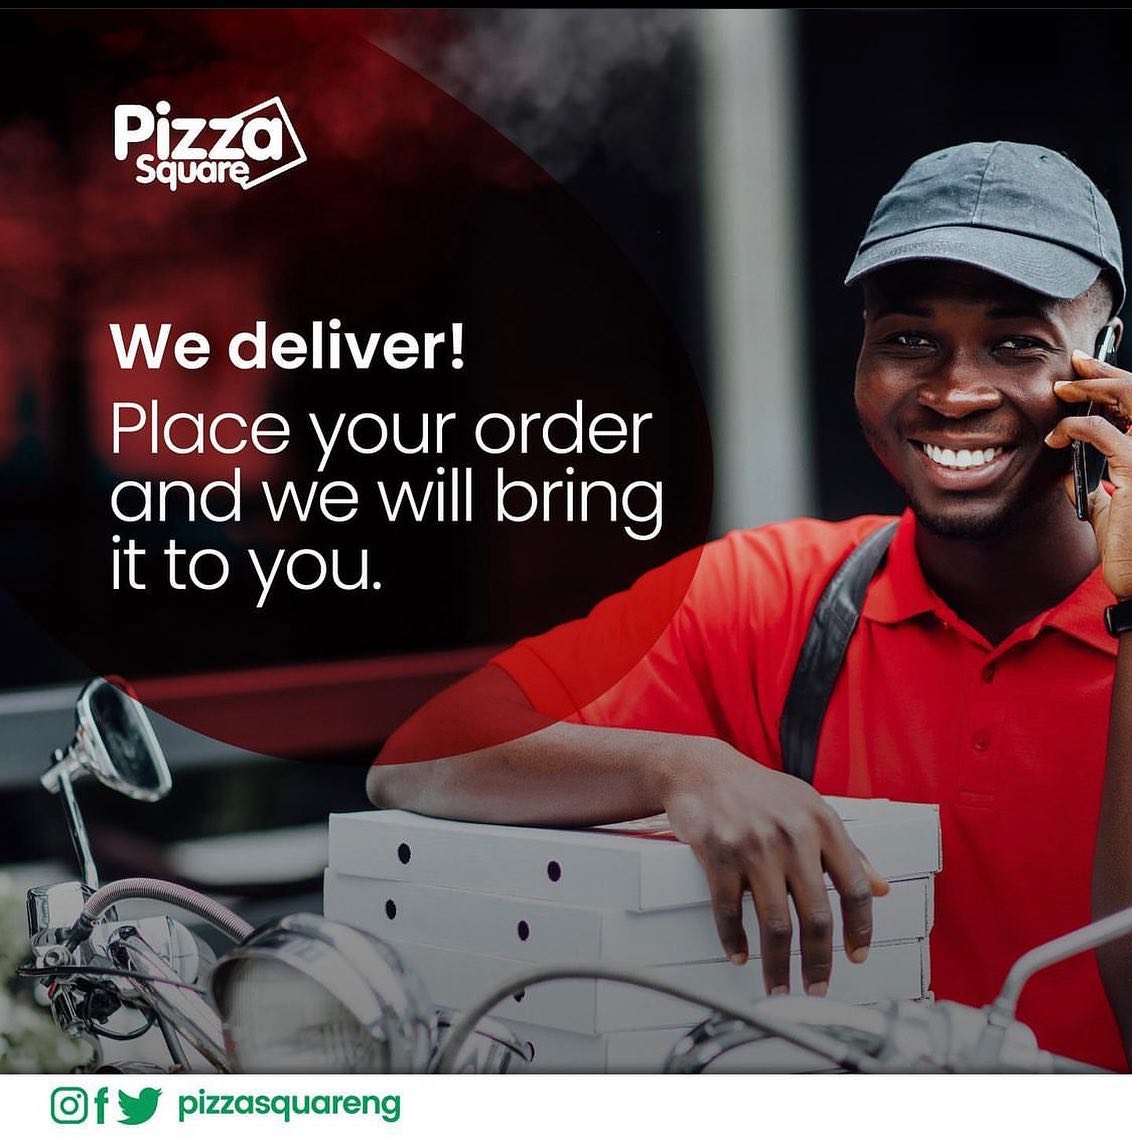 Pizza
Square
We deliver!
Place your order
and we will bring
it to you.
pizzasquareng